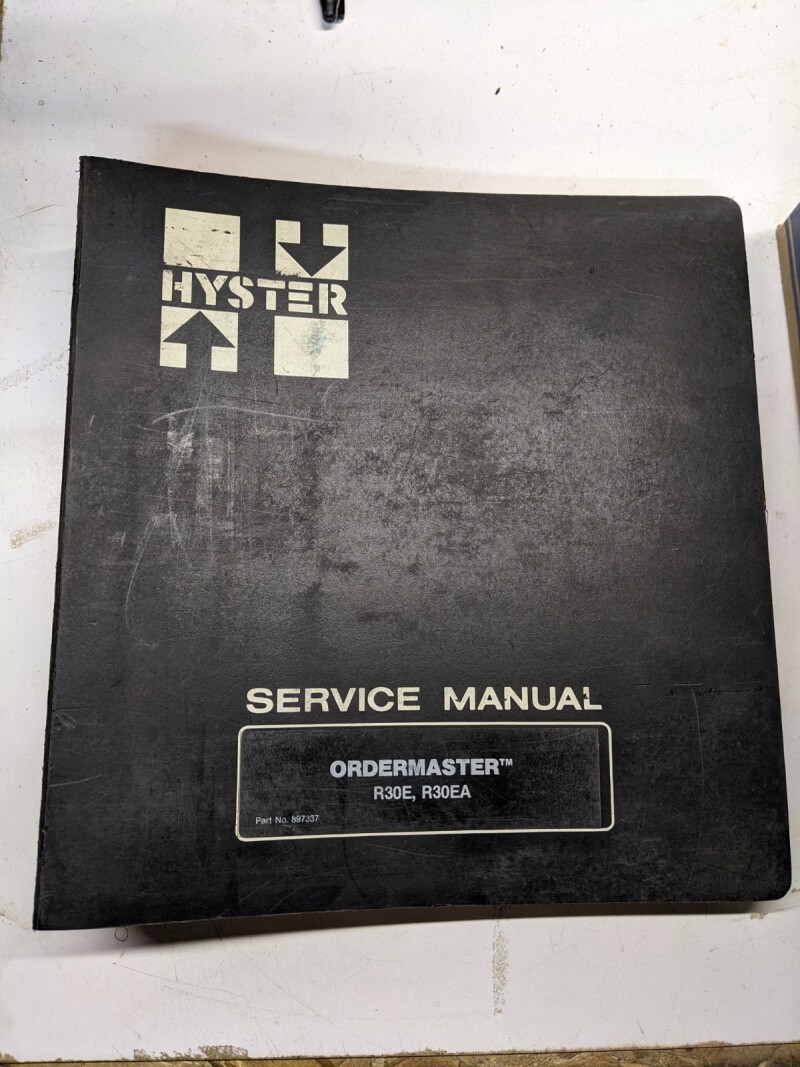 HYSTER
SERVICE MANUAL
ORDERMASTER™
R30E, R30EA
Part No. 897337